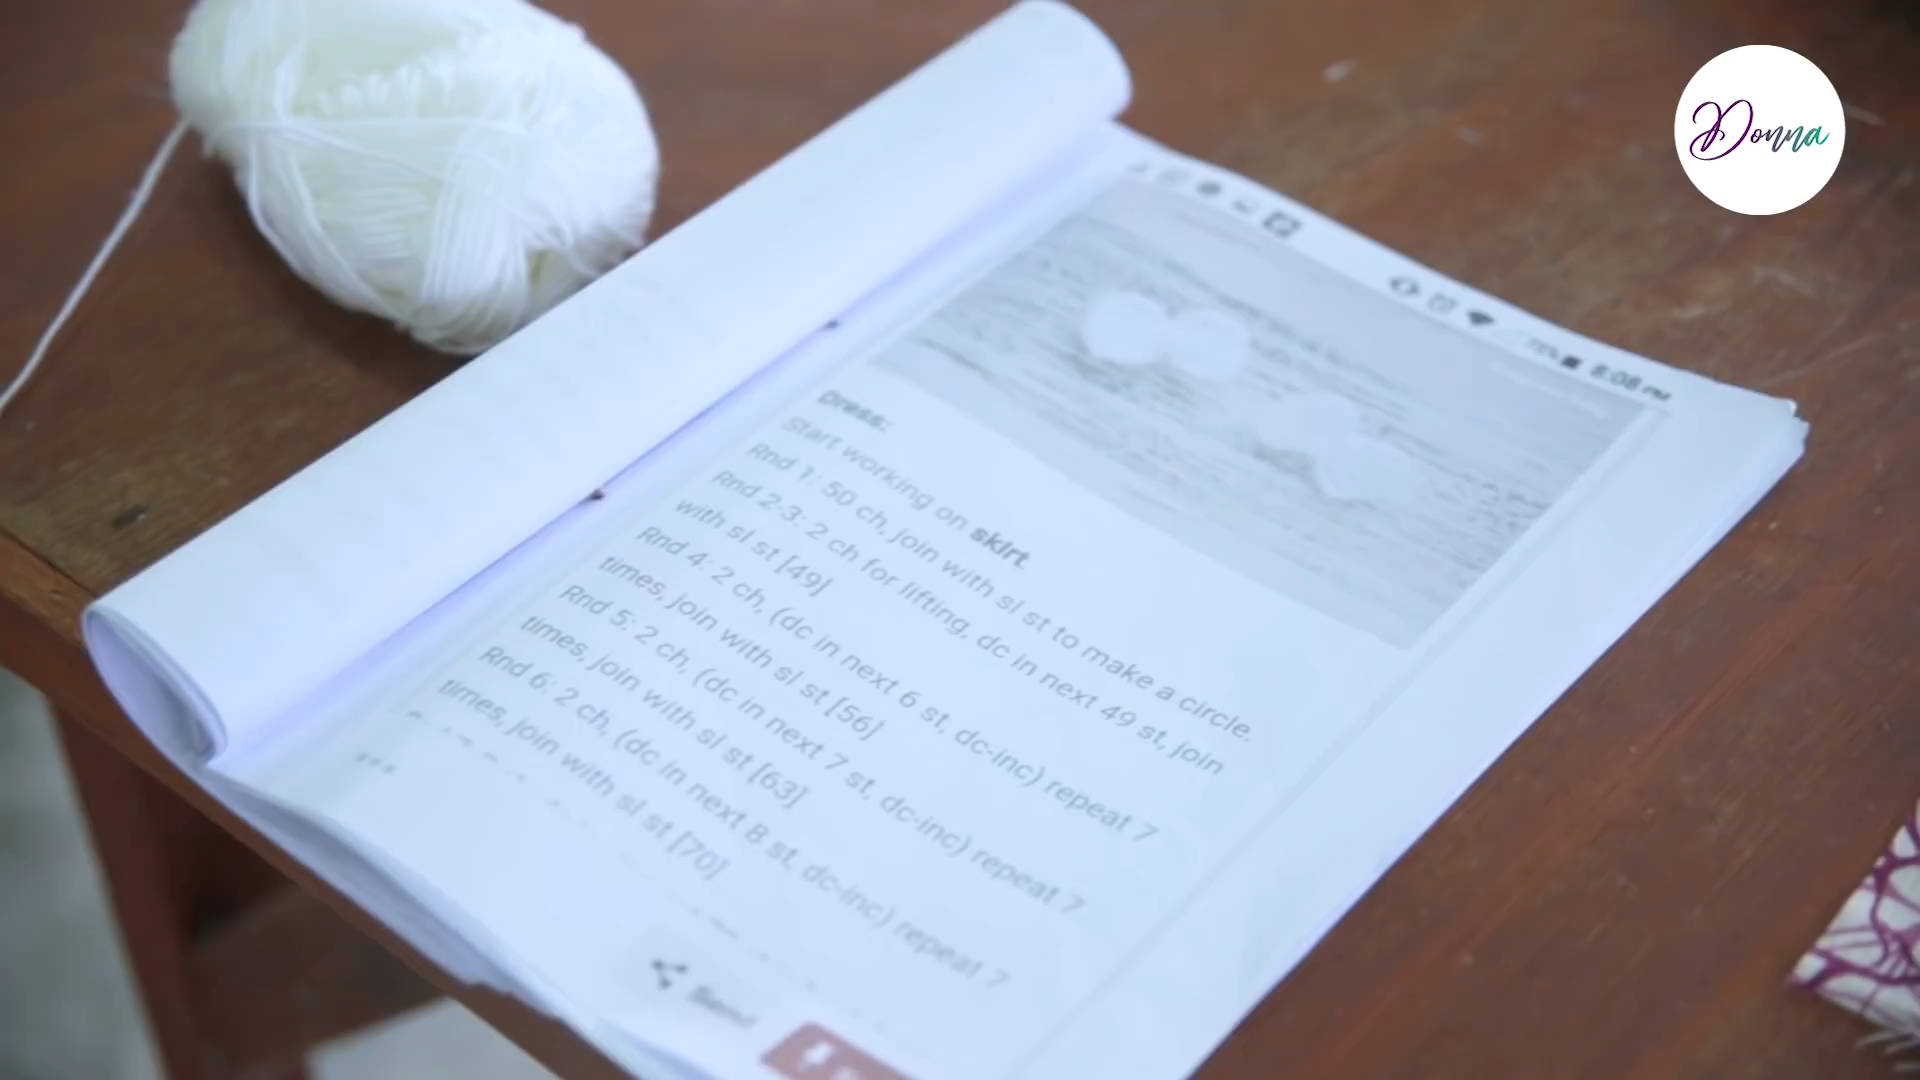 Donna
8:08 PM
Dress:
Start working on skirt
Rnd 1: 50 ch, join with sl st to make a circle.
Rnd 2-3: 2 ch for lifting, dc in next 49 st, join
with sl st [49]
Rnd 4: 2 ch, (dc in next 6 st, dc-inc) repeat 7
times, join with sl st [56]
Rnd 5: 2 ch, (dc in next 7 st, dc-inc) repeat 7
times, join with sl st [63]
Rnd 6: 2 ch, (dc in next 8 st, dc-inc) repeat 7
times, join with sl st [70]
Send